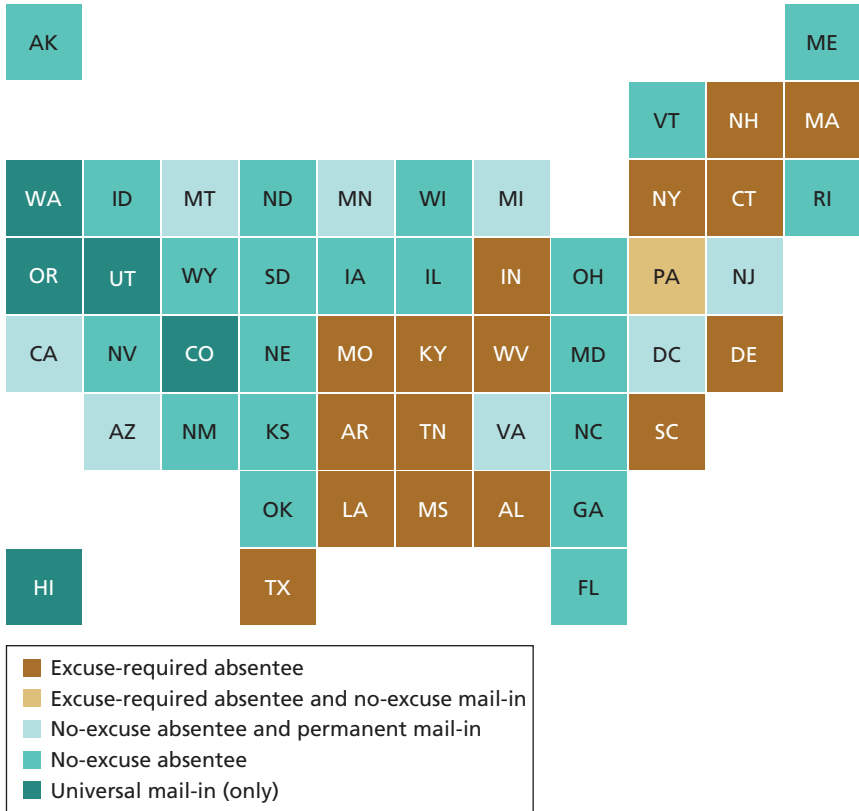 AK ME
VT NH MA
WA ID MT ND MN WI MI NY CT RI
OR UT WY SD IA IL IN OH PA NJ
CA NV CO NE MO KY WV MD DC DE
AZ NM KS AR TN VA NC SC
OK LA MS AL GA
HI TX FL
Excuse-required absentee
Excuse-required absentee and no-excuse mail-in
No-excuse absentee and permanent mail-in
No-excuse absentee
Universal mail-in (only)